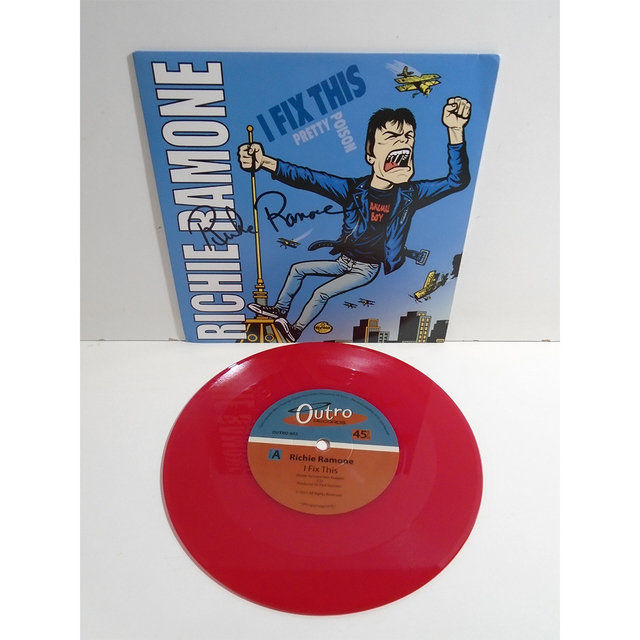 RICHIE RAMONE
I FIX THIS
PRETTY POISON
Richie Ramone
ANIMAL
BOY
Outro
RECORDS
45
A
Richie Ramone
I Fix This